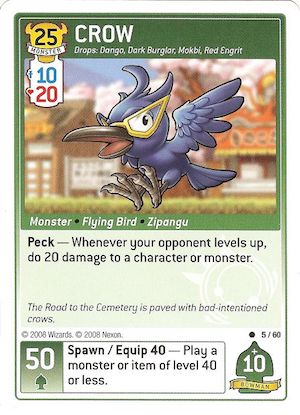 25
MONSTER
CROW
Drops: Dango, Dark Burglar, Mokbi, Red Engrit
10
20
Monster • Flying Bird • Zipangu
Peck — Whenever your opponent levels up,
do 20 damage to a character or monster.
The Road to the Cemetery is paved with bad-intentioned
crows.
© 2008 Wizards. © 2008 Nexon.
● 5/60
50
Spawn / Equip 40 — Play a
monster or item of level 40
or less.
10
BOWMAN